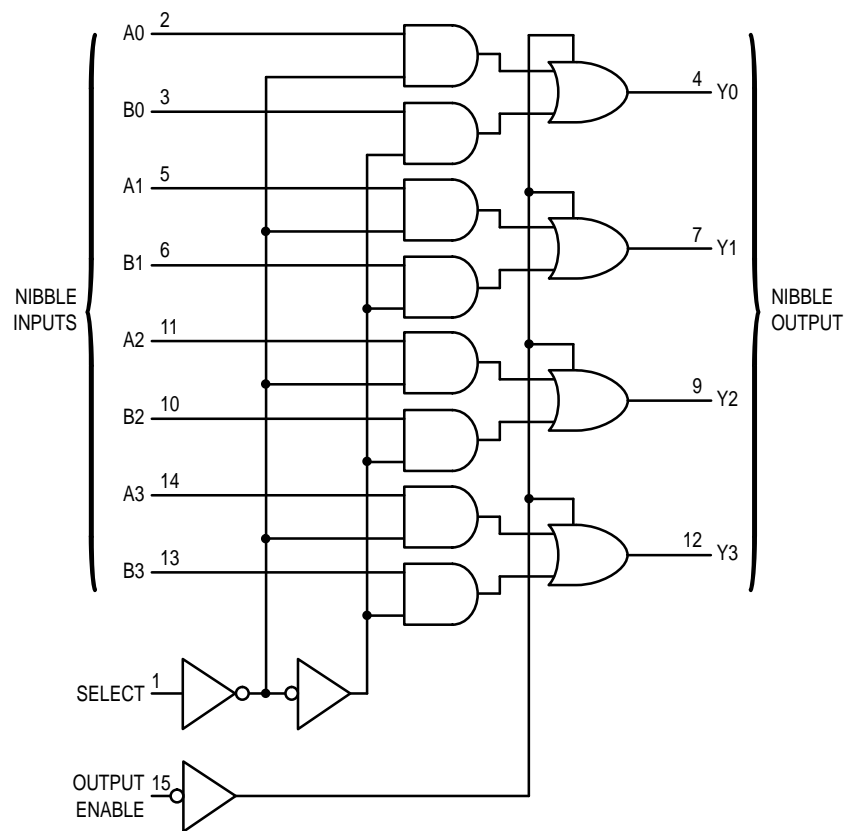 A0 2
B0 3
A1 5
B1 6
A2 11
B2 10
A3 14
B3 13
NIBBLE
INPUTS
4 Y0
7 Y1
9 Y2
12 Y3
NIBBLE
OUTPUT
SELECT 1
OUTPUT 15
ENABLE